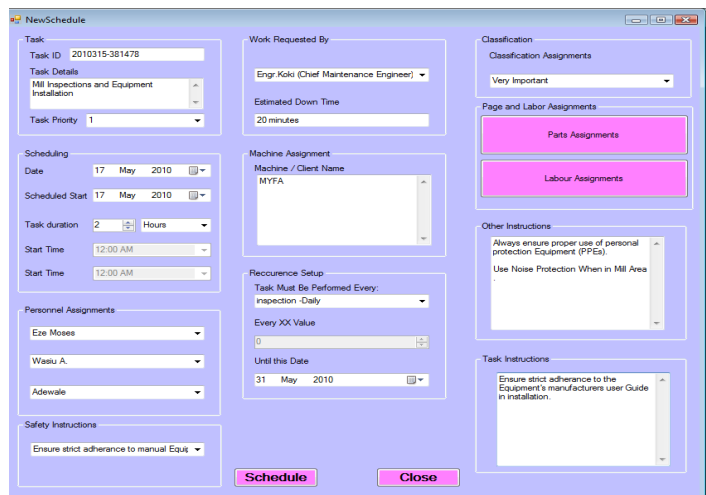 NewSchedule
Task
Task ID 2010315-381478
Task Details
Mill Inspections and Equipment
Installation
Task Priority 1
Scheduling
Date 17 May 2010
Scheduled Start 17 May 2010
Task duration 2 Hours
Start Time 12:00 AM
Start Time 12:00 AM
Personnel Assignments
Eze Moses
Wasiu A.
Adewale
Safety Instructions
Ensure strict adherance to manual Equip
Work Requested By
Engr.Koki (Chief Maintenance Engineer)
Estimated Down Time
20 minutes
Machine Assignment
Machine / Client Name
MYFA
Reccurence Setup
Task Must Be Performed Every:
inspection -Daily
Every XX Value
0
Until this Date
31 May 2010
Schedule
Close
Classification
Classification Assignments
Very Important
Page and Labor Assignments
Parts Assignments
Labour Assignments
Other Instructions
Always ensure proper use of personal
protection Equipment (PPEs).
Use Noise Protection When in Mill Area
.
Task Instructions
Ensure strict adherance to the
Equipment's manufacturers user Guide
in installation.